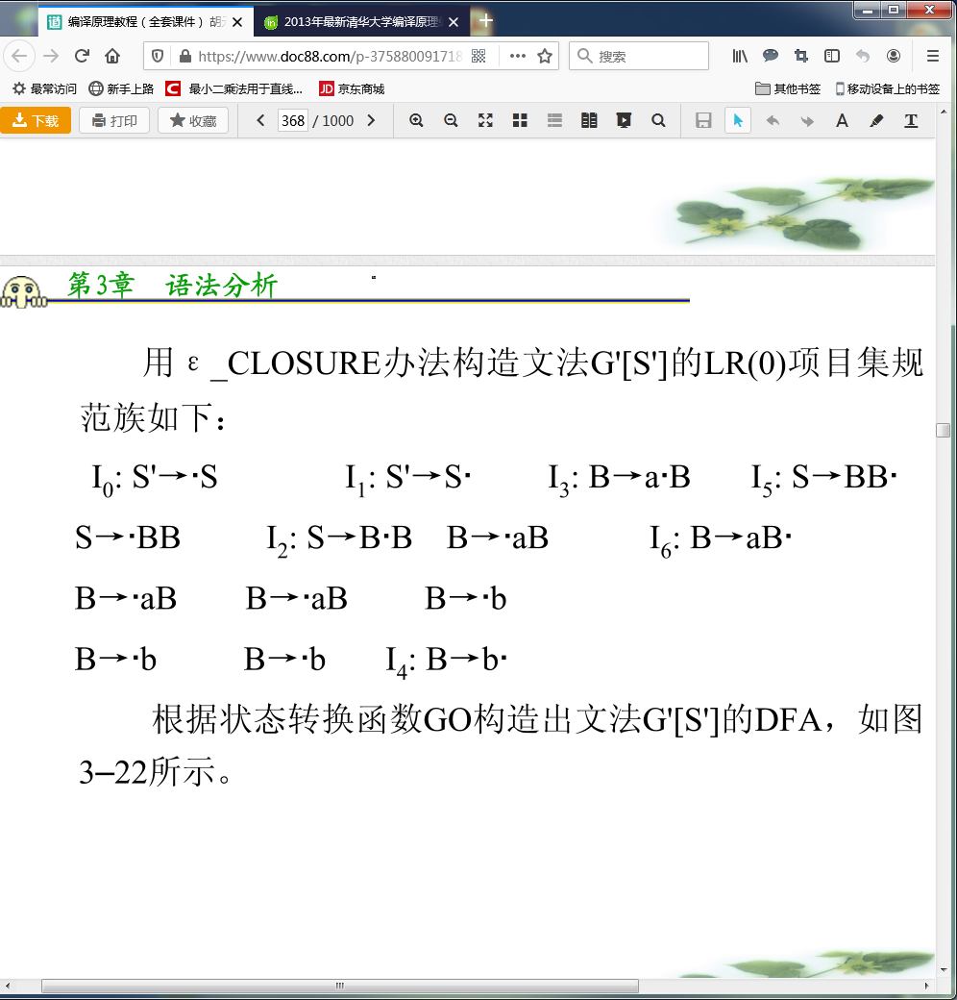 编译原理教程（全套课件）胡
2013年最新清华大学编译原理
https://www.doc88.com/p-375880091718
搜索
最常访问 新手上路 最小二乘法用于直线... JD 京东商城 其他书签 移动设备上的书签
下载 打印 收藏 368 / 1000
第3章 语法分析
用ε_CLOSURE办法构造文法G'[S']的LR(0)项目集规
范族如下：
I0: S'→·S I1: S'→S· I3: B→a·B I5: S→BB·
S→·BB I2: S→B·B B→·aB I6: B→aB·
B→·aB B→·aB B→·b
B→·b B→·b I4: B→b·
根据状态转换函数GO构造出文法G'[S']的DFA，如图
3–22所示。